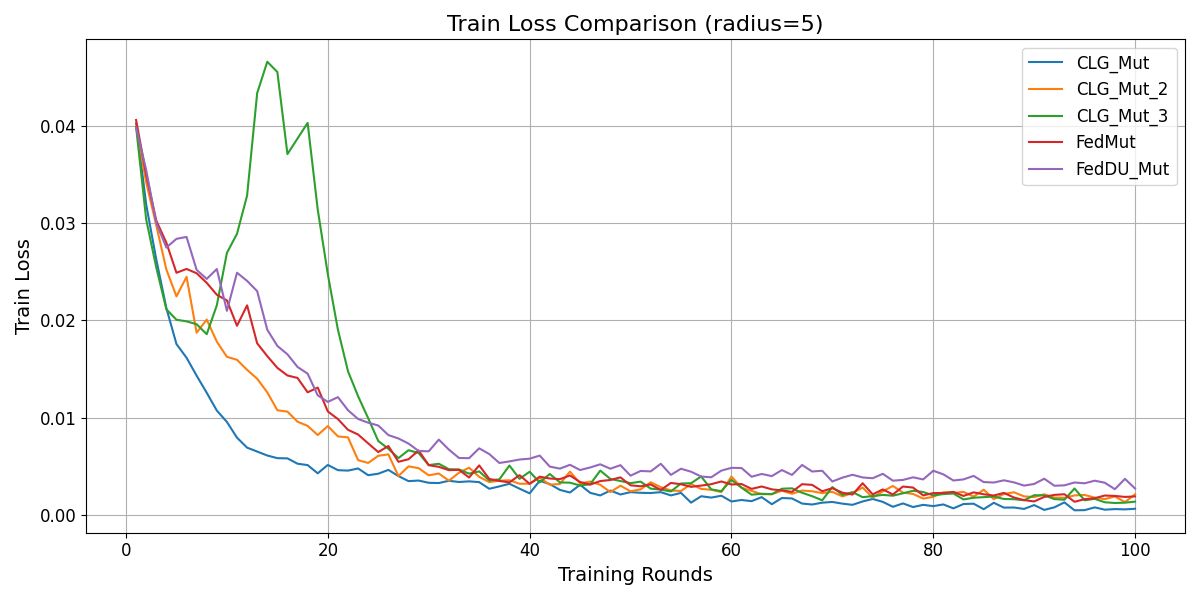 Train Loss Comparison (radius=5)
CLG_Mut
CLG_Mut_2
CLG_Mut_3
FedMut
FedDU_Mut
Train Loss
0.04
0.03
0.02
0.01
0.00
0 20 40 60 80 100
Training Rounds